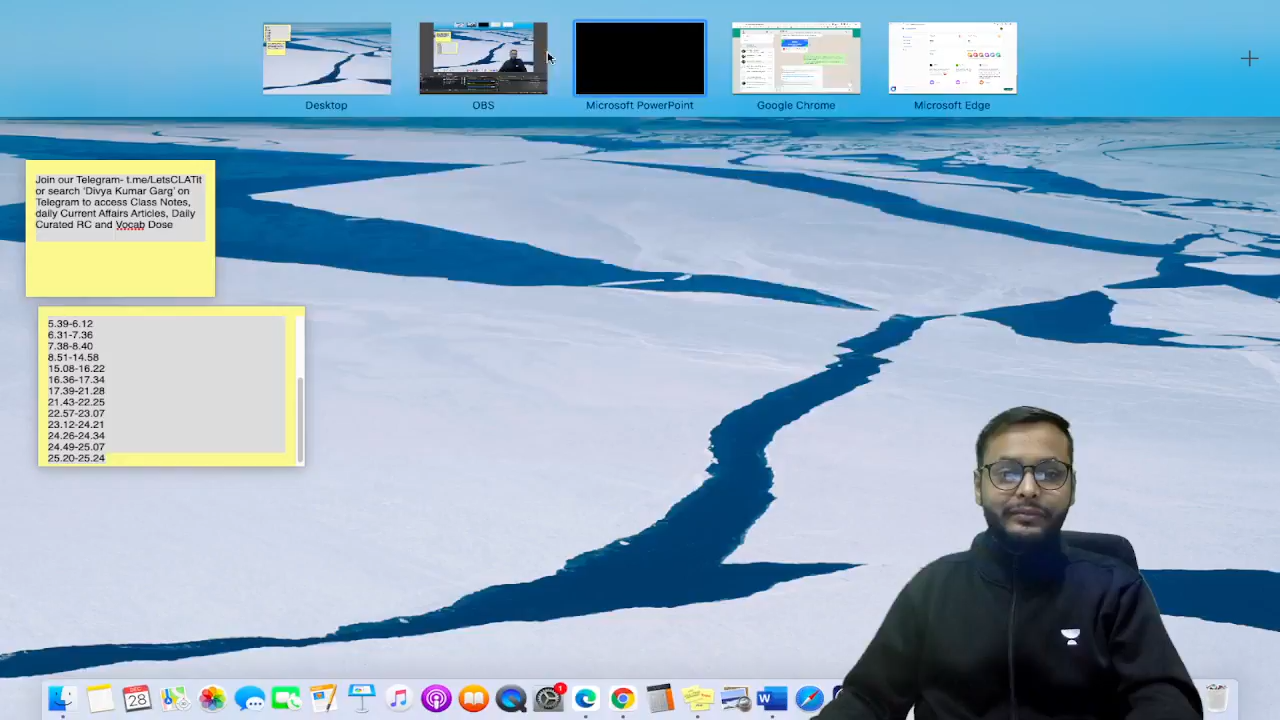 Desktop
OBS
Microsoft PowerPoint
Google Chrome
Microsoft Edge
Join our Telegram- t.me/LetsCLATIt
or search 'Divya Kumar Garg' on
Telegram to access Class Notes,
daily Current Affairs Articles, Daily
Curated RC and Vocab Dose
5.39-6.12
6.31-7.36
7.38-8.40
8.51-14.58
15.08-16.22
16.36-17.34
17.39-21.28
21.43-22.25
22.57-23.07
23.12-24.21
24.26-24.34
24.49-25.07
25.20-25.24
DEC
28
1
W